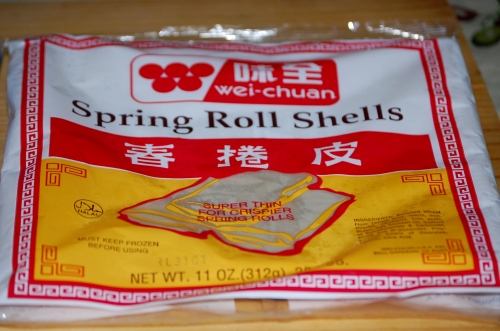 味全
wei-chuan
Spring Roll Shells
春捲皮
SUPER THIN
FOR CRISPIER
SPRING ROLLS
HALAL
MUST KEEP FROZEN
BEFORE USING
NET WT. 11 OZ.(312g)